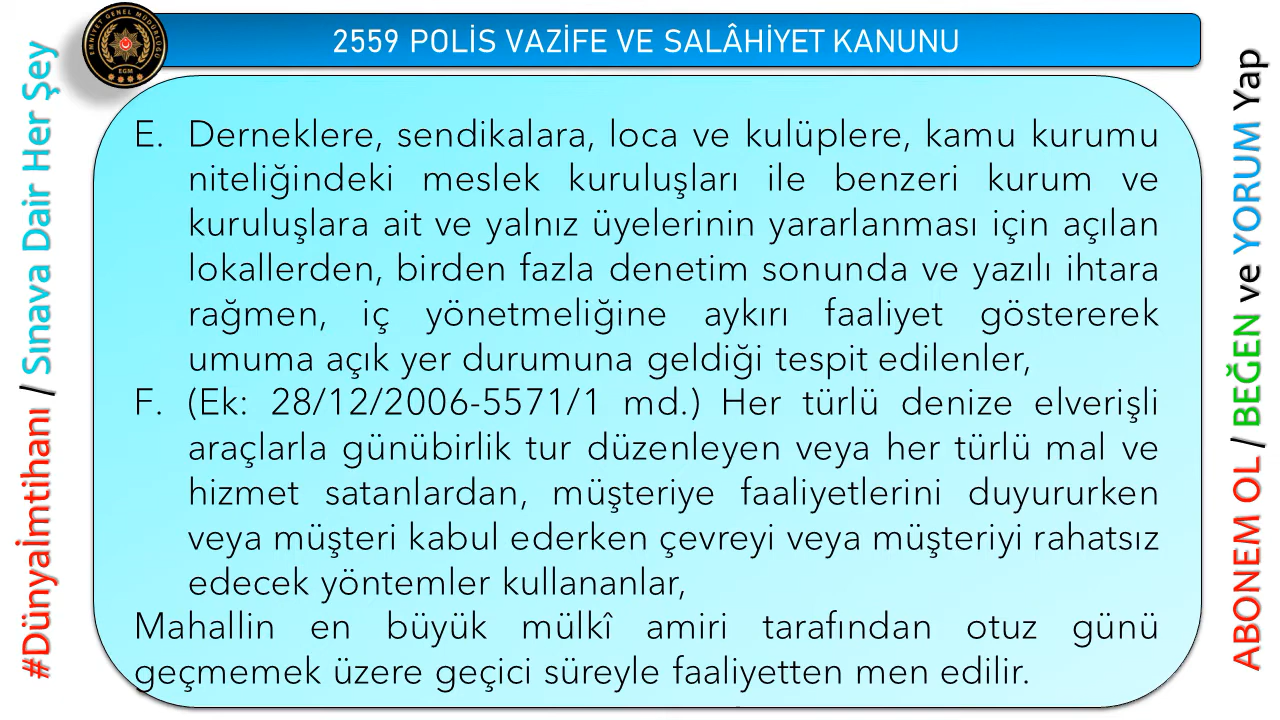 2559 POLİS VAZİFE VE SALÂHİYET KANUNU
EMNİYET GENEL MÜDÜRLÜĞÜ
EGM
#Dünyaİmtihanı / Sınava Dair Her Şey
E. Derneklere, sendikalara, loca ve kulüplere, kamu kurumu
niteliğindeki meslek kuruluşları ile benzeri kurum ve
kuruluşlara ait ve yalnız üyelerinin yararlanması için açılan
lokallerden, birden fazla denetim sonunda ve yazılı ihtara
rağmen, iç yönetmeliğine aykırı faaliyet göstererek
umuma açık yer durumuna geldiği tespit edilenler,
F. (Ek: 28/12/2006-5571/1 md.) Her türlü denize elverişli
araçlarla günübirlik tur düzenleyen veya her türlü mal ve
hizmet satanlardan, müşteriye faaliyetlerini duyururken
veya müşteri kabul ederken çevreyi veya müşteriyi rahatsız
edecek yöntemler kullananlar,
Mahallin en büyük mülkî amiri tarafından otuz günü
geçmemek üzere geçici süreyle faaliyetten men edilir.
ABONEM OL / BEĞEN ve YORUM Yap